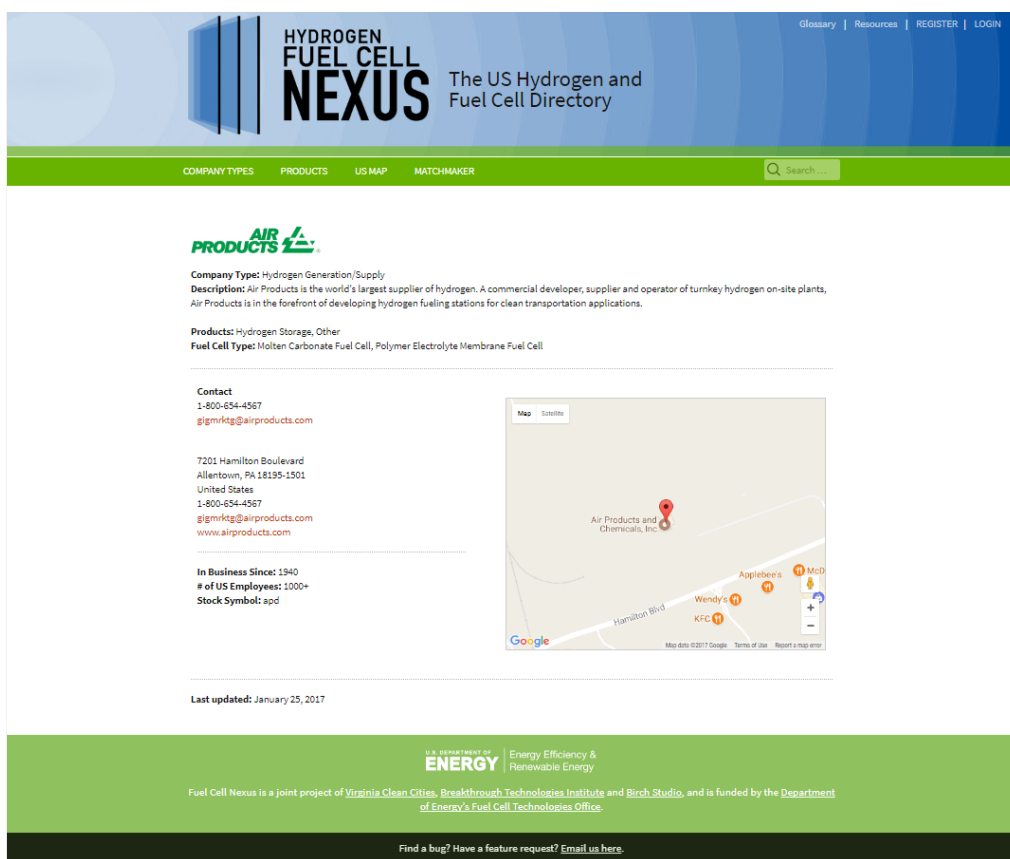 Glossary | Resources | REGISTER | LOGIN
HYDROGEN
FUEL CELL
NEXUS
The US Hydrogen and
Fuel Cell Directory
COMPANY TYPES PRODUCTS US MAP MATCHMAKER Search ...
AIR
PRODUCTS
Company Type: Hydrogen Generation/Supply
Description: Air Products is the world's largest supplier of hydrogen. A commercial developer, supplier and operator of turnkey hydrogen on-site plants,
Air Products is in the forefront of developing hydrogen fueling stations for clean transportation applications.
Products: Hydrogen Storage, Other
Fuel Cell Type: Molten Carbonate Fuel Cell, Polymer Electrolyte Membrane Fuel Cell
Contact
1-800-654-4567
gigmrktg@airproducts.com
7201 Hamilton Boulevard
Allentown, PA 18195-1501
United States
1-800-654-4567
gigmrktg@airproducts.com
www.airproducts.com
In Business Since: 1940
# of US Employees: 1000+
Stock Symbol: apd
Map Satellite
Air Products and
Chemicals, Inc
Applebee's
McD
Wendy's
KFC
Hamilton Blvd
+
−
Google
Map data ©2017 Google Terms of Use Report a map error
Last updated: January 25, 2017
U.S. DEPARTMENT OF
ENERGY
Energy Efficiency &
Renewable Energy
Fuel Cell Nexus is a joint project of Virginia Clean Cities, Breakthrough Technologies Institute and Birch Studio, and is funded by the Department
of Energy's Fuel Cell Technologies Office.
Find a bug? Have a feature request? Email us here.